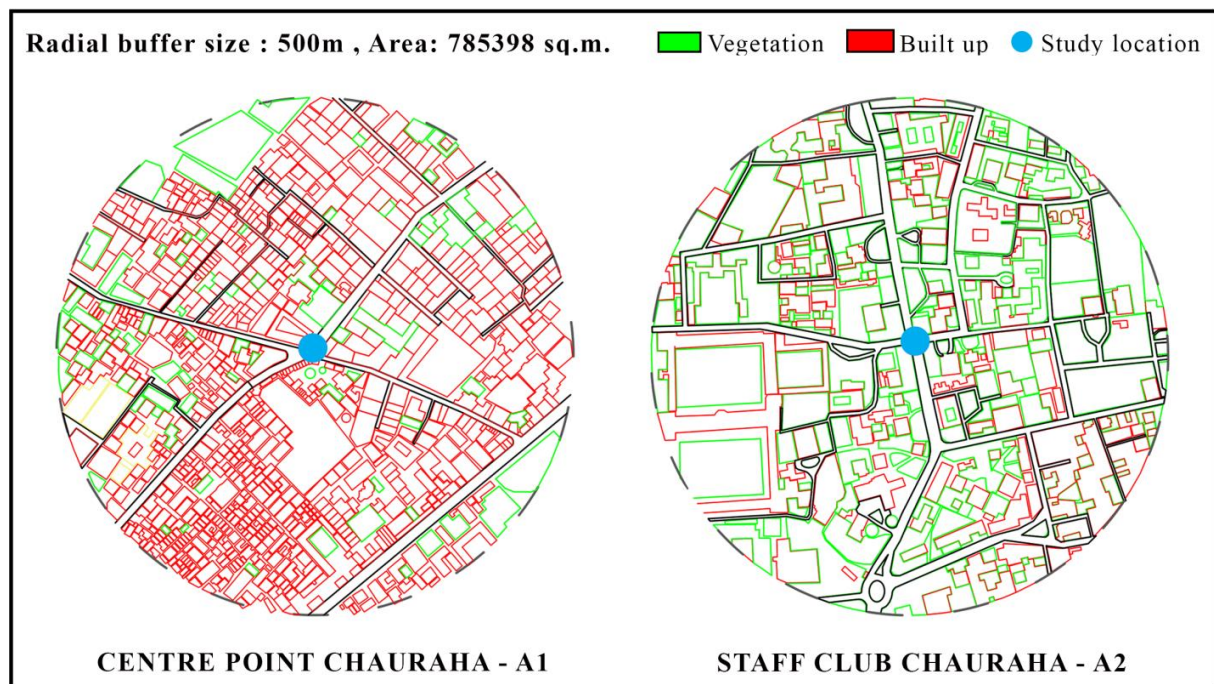 Radial buffer size : 500m , Area: 785398 sq.m.
Vegetation
Built up
Study location
CENTRE POINT CHAURAHA - A1
STAFF CLUB CHAURAHA - A2